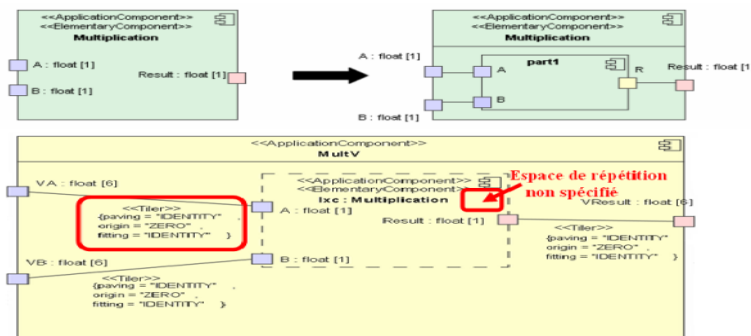 <<ApplicationComponent>>
<<ElementaryComponent>>
Multiplication
A : float [1]
Result : float [1]
B : float [1]
<<ApplicationComponent>>
<<ElementaryComponent>>
Multiplication
A : float [1]
part1
A
R
Result : float [1]
B
B : float [1]
<<ApplicationComponent>>
MultV
VA : float [6]
<<Tiler>>
{paving = "IDENTITY" ,
origin = "ZERO" ,
fitting = "IDENTITY" }
<<ApplicationComponent>>
<<ElementaryComponent>>
Ixc : Multiplication
A : float [1]
Result : float [1]
B : float [1]
Espace de répétition
non spécifié
VResult : float [6]
<<Tiler>>
{paving = "IDENTITY" ,
origin = "ZERO" ,
fitting = "IDENTITY" }
VB : float [6]
<<Tiler>>
{paving = "IDENTITY" ,
origin = "ZERO" ,
fitting = "IDENTITY" }